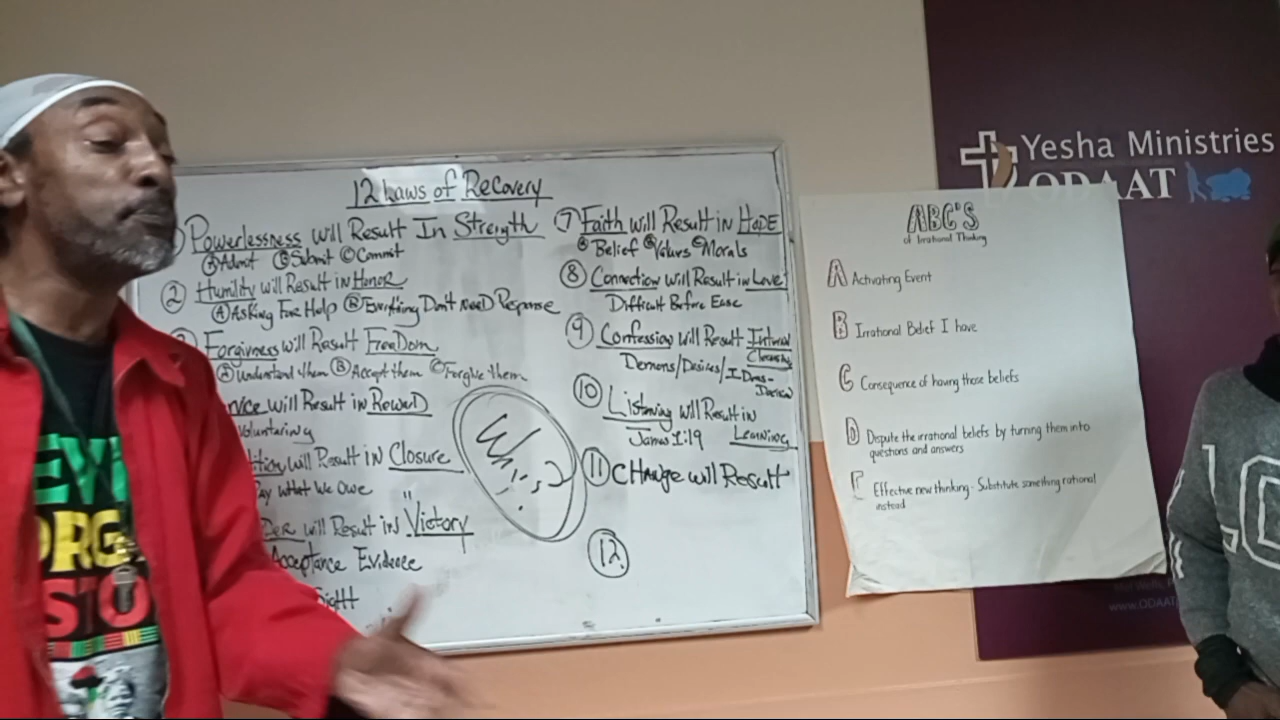 12 Laws of Recovery
Powerlessness will Result In Strength
Ⓐ Admit Ⓑ Submit Ⓒ Commit
② Humility will Result in Honor
Ⓐ Asking For Help Ⓑ Everything Don't Need Response
Forgivness will Result Freedom
Ⓐ Understand them Ⓑ Accept them Ⓒ Forgive them
will Result in Reward
Voluntaring
will Result in Closure
Pay What We Owe
will Result in "Victory
Acceptance Evidence
Why?
⑦ Faith will Result in Hope
Belief Values Morals
⑧ Connection will Result in Love
Difficult Before Ease
⑨ Confession will Result Internal
Cleansing
Demons/Desires/
⑩ Listening will Result in
James 1:19 Learning
⑪ Change will Result
⑫
ABC'S
of Irrational Thinking
A Activating Event
B Irrational Belief I have
C Consequence of having those beliefs
D Dispute the irrational beliefs by turning them into
questions and answers
E Effective new thinking - Substitute something rational
instead
Yesha Ministries
ODAAT